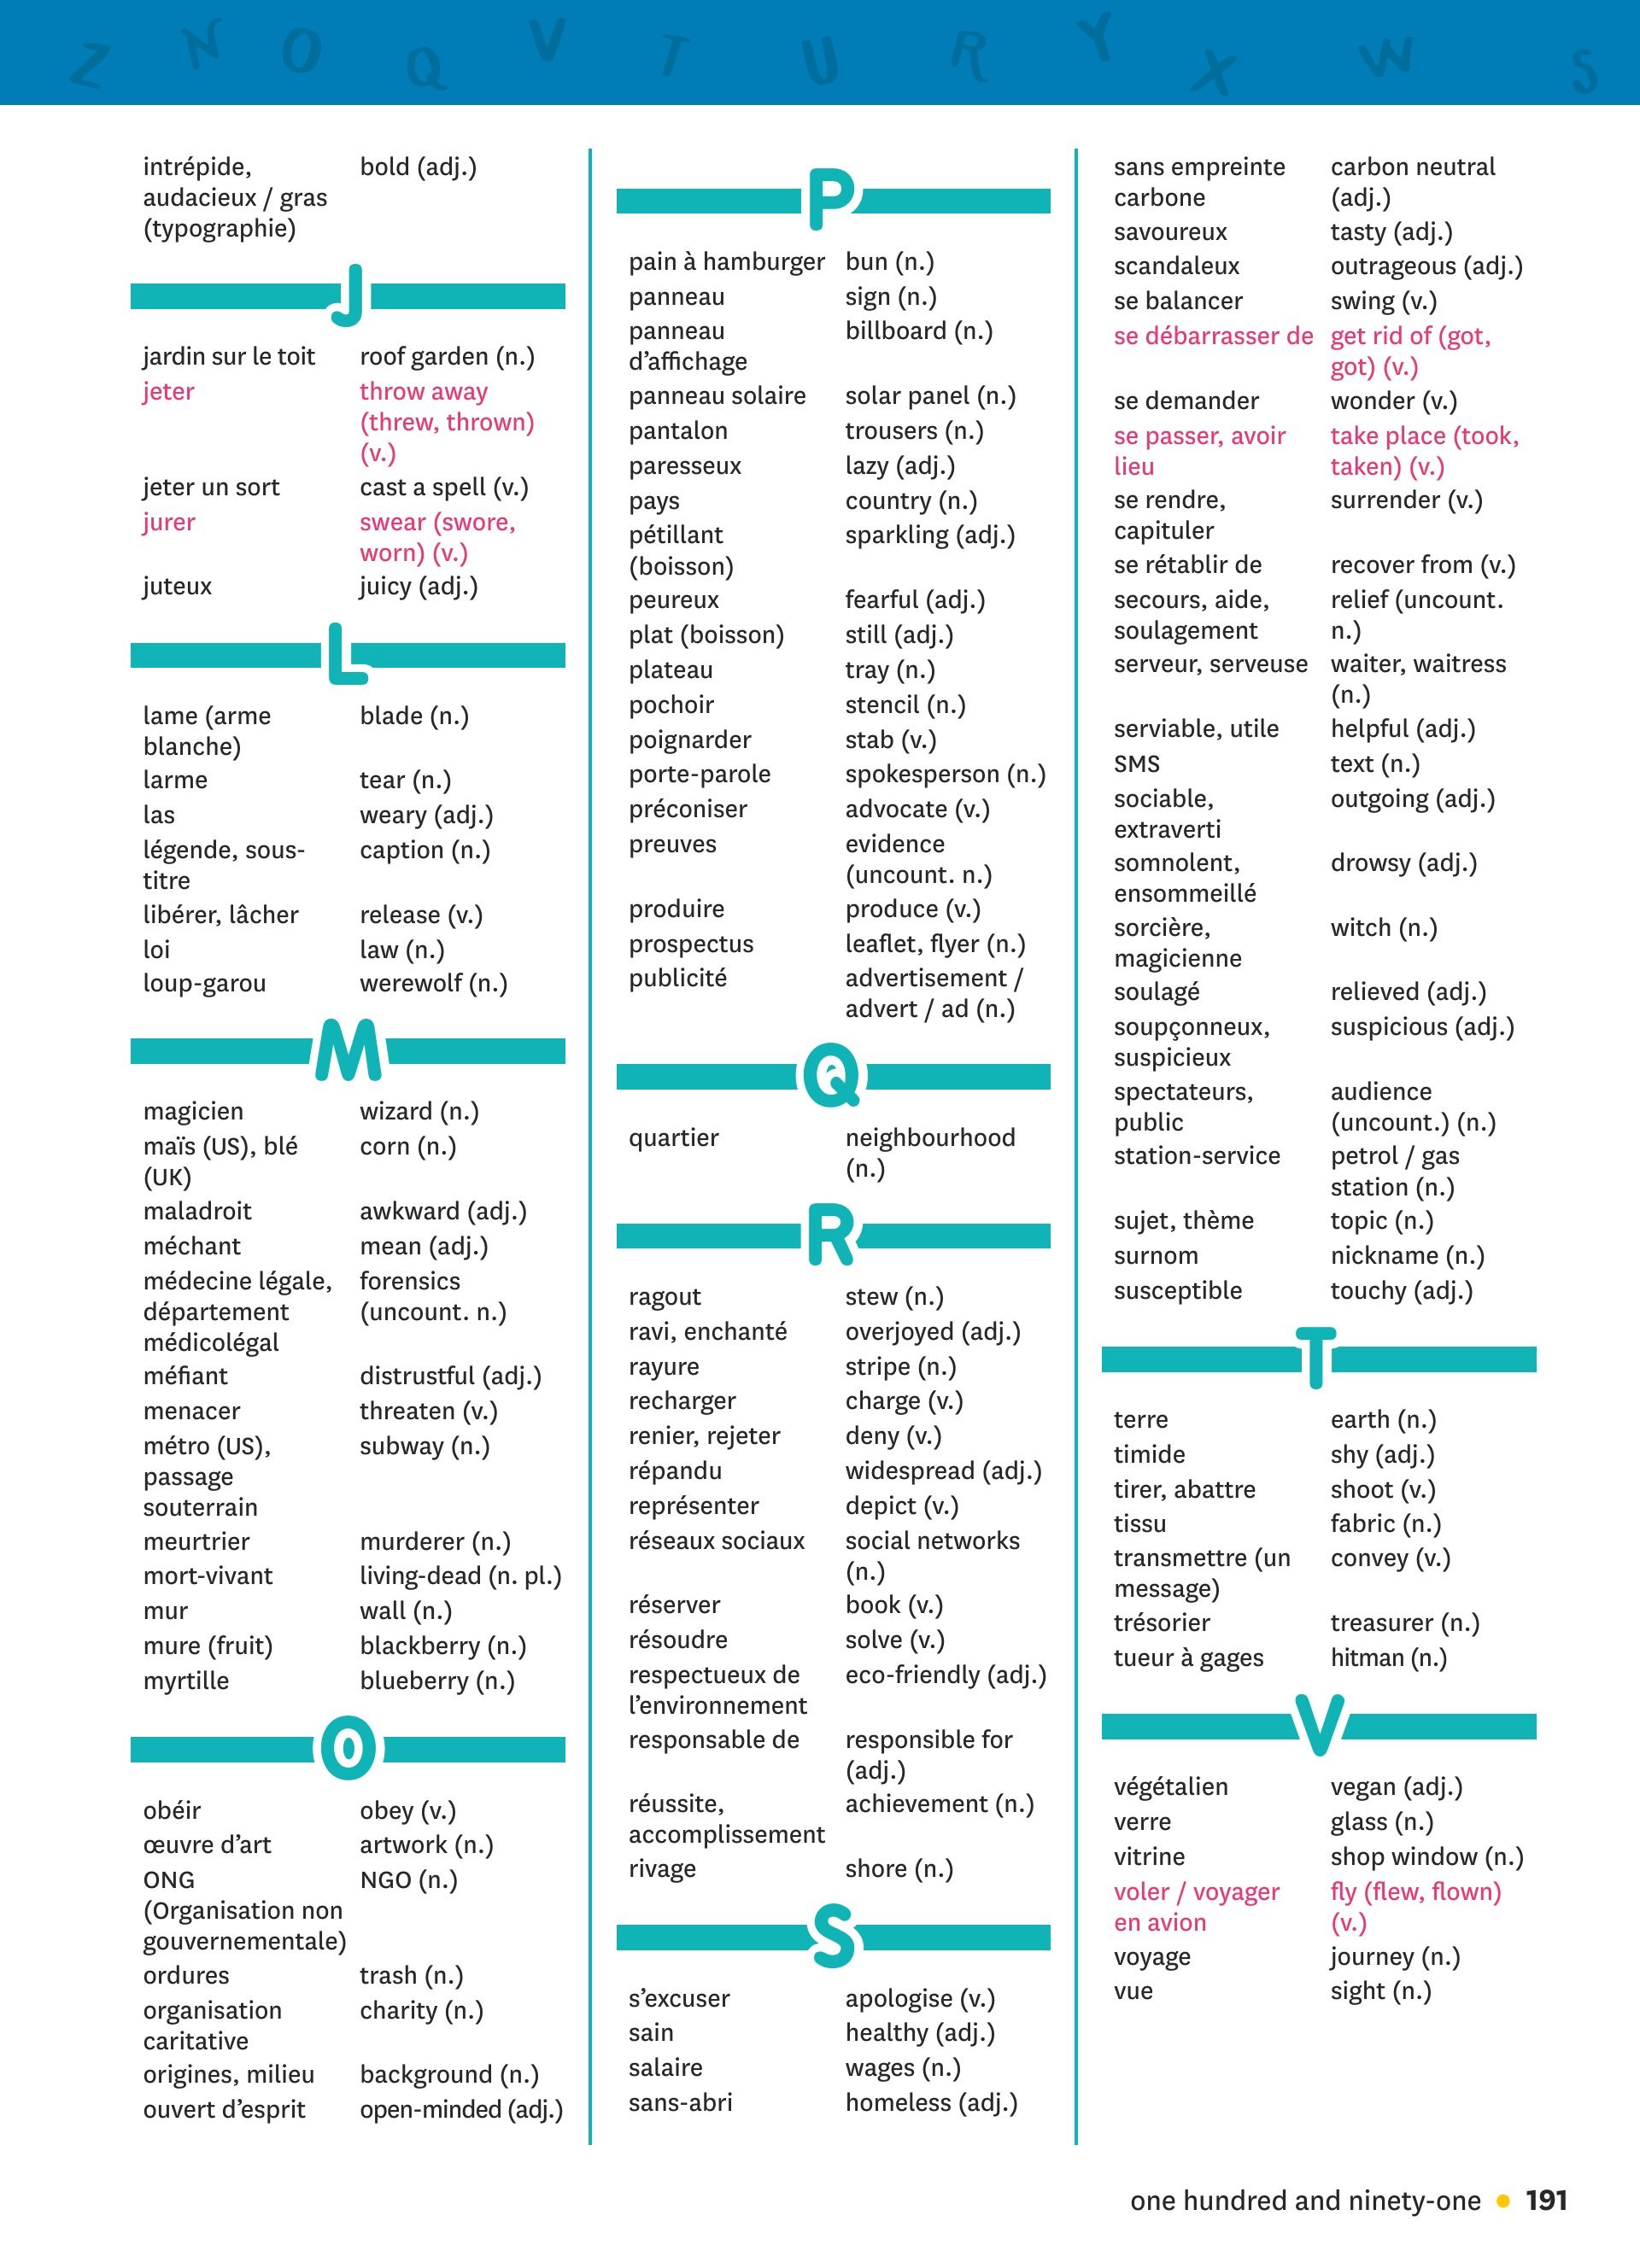 Z N O Q V T U R Y X W S
intrépide, bold (adj.)
audacieux / gras
(typographie)
J
jardin sur le toit roof garden (n.)
jeter throw away
(threw, thrown)
(v.)
jeter un sort cast a spell (v.)
jurer swear (swore,
worn) (v.)
juteux juicy (adj.)
L
lame (arme blade (n.)
blanche)
larme tear (n.)
las weary (adj.)
légende, sous- caption (n.)
titre
libérer, lâcher release (v.)
loi law (n.)
loup-garou werewolf (n.)
M
magicien wizard (n.)
maïs (US), blé corn (n.)
(UK)
maladroit awkward (adj.)
méchant mean (adj.)
médecine légale, forensics
département (uncount. n.)
médicolégal
méfiant distrustful (adj.)
menacer threaten (v.)
métro (US), subway (n.)
passage
souterrain
meurtrier murderer (n.)
mort-vivant living-dead (n. pl.)
mur wall (n.)
mure (fruit) blackberry (n.)
myrtille blueberry (n.)
O
obéir obey (v.)
œuvre d’art artwork (n.)
ONG NGO (n.)
(Organisation non
gouvernementale)
ordures trash (n.)
organisation charity (n.)
caritative
origines, milieu background (n.)
ouvert d’esprit open-minded (adj.)
P
pain à hamburger bun (n.)
panneau sign (n.)
panneau billboard (n.)
d’affichage
panneau solaire solar panel (n.)
pantalon trousers (n.)
paresseux lazy (adj.)
pays country (n.)
pétillant sparkling (adj.)
(boisson)
peureux fearful (adj.)
plat (boisson) still (adj.)
plateau tray (n.)
pochoir stencil (n.)
poignarder stab (v.)
porte-parole spokesperson (n.)
préconiser advocate (v.)
preuves evidence
(uncount. n.)
produire produce (v.)
prospectus leaflet, flyer (n.)
publicité advertisement /
advert / ad (n.)
Q
quartier neighbourhood
(n.)
R
ragout stew (n.)
ravi, enchanté overjoyed (adj.)
rayure stripe (n.)
recharger charge (v.)
renier, rejeter deny (v.)
répandu widespread (adj.)
représenter depict (v.)
réseaux sociaux social networks
(n.)
réserver book (v.)
résoudre solve (v.)
respectueux de eco-friendly (adj.)
l’environnement
responsable de responsible for
(adj.)
réussite, achievement (n.)
accomplissement
rivage shore (n.)
S
s’excuser apologise (v.)
sain healthy (adj.)
salaire wages (n.)
sans-abri homeless (adj.)
sans empreinte carbon neutral
carbone (adj.)
savoureux tasty (adj.)
scandaleux outrageous (adj.)
se balancer swing (v.)
se débarrasser de get rid of (got,
got) (v.)
se demander wonder (v.)
se passer, avoir take place (took,
lieu taken) (v.)
se rendre, surrender (v.)
capituler
se rétablir de recover from (v.)
secours, aide, relief (uncount.
soulagement n.)
serveur, serveuse waiter, waitress
(n.)
serviable, utile helpful (adj.)
SMS text (n.)
sociable, outgoing (adj.)
extraverti
somnolent, drowsy (adj.)
ensommeillé
sorcière, witch (n.)
magicienne
soulagé relieved (adj.)
soupçonneux, suspicious (adj.)
suspicieux
spectateurs, audience
public (uncount.) (n.)
station-service petrol / gas
station (n.)
sujet, thème topic (n.)
surnom nickname (n.)
susceptible touchy (adj.)
T
terre earth (n.)
timide shy (adj.)
tirer, abattre shoot (v.)
tissu fabric (n.)
transmettre (un convey (v.)
message)
trésorier treasurer (n.)
tueur à gages hitman (n.)
V
végétalien vegan (adj.)
verre glass (n.)
vitrine shop window (n.)
voler / voyager fly (flew, flown)
en avion (v.)
voyage journey (n.)
vue sight (n.)
one hundred and ninety-one • 191